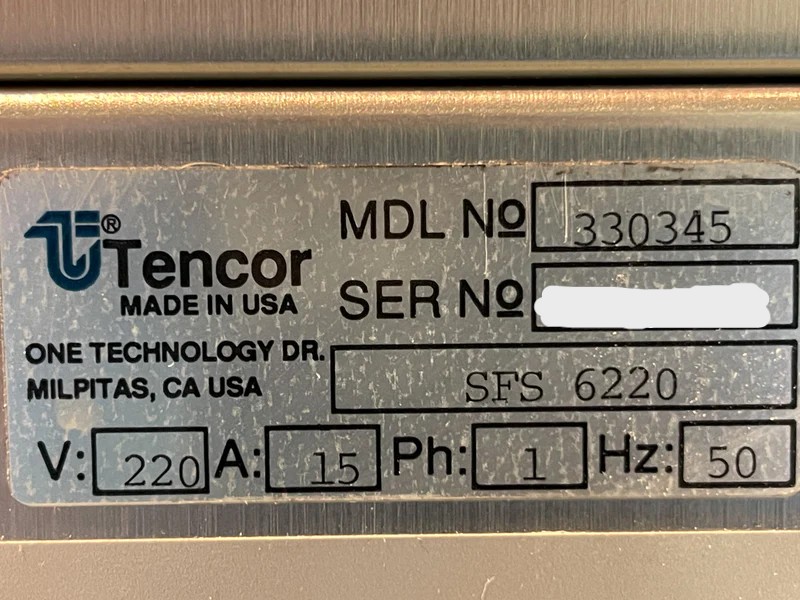 Tencor®
MADE IN USA
ONE TECHNOLOGY DR.
MILPITAS, CA USA
MDL Nº 330345
SER Nº
SFS 6220
V: 220 A: 15 Ph: 1 Hz: 50